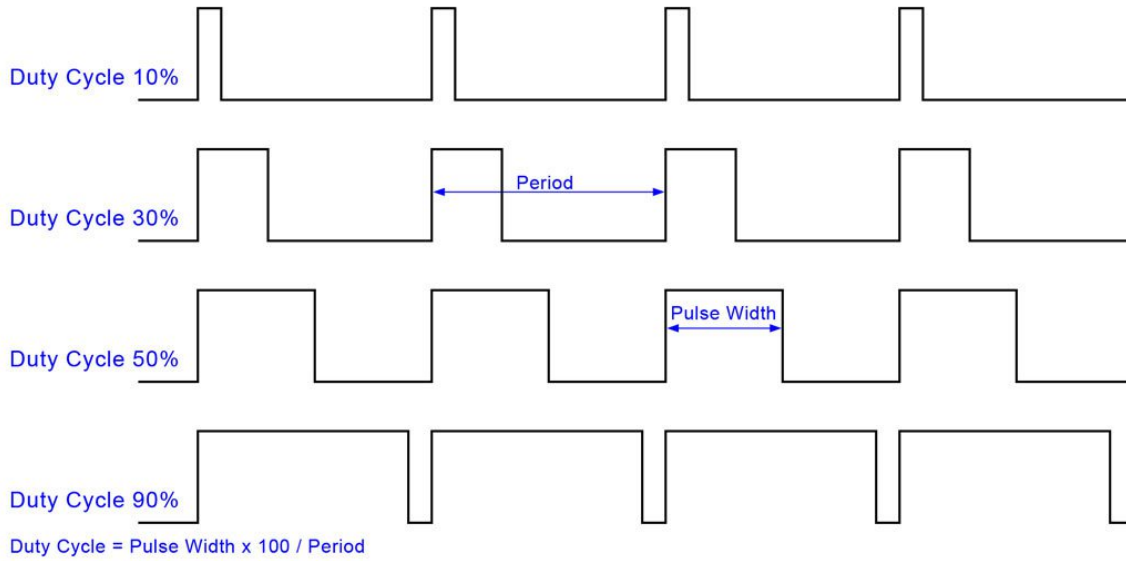 Duty Cycle 10%
Period
Duty Cycle 30%
Pulse Width
Duty Cycle 50%
Duty Cycle 90%
Duty Cycle = Pulse Width x 100 / Period